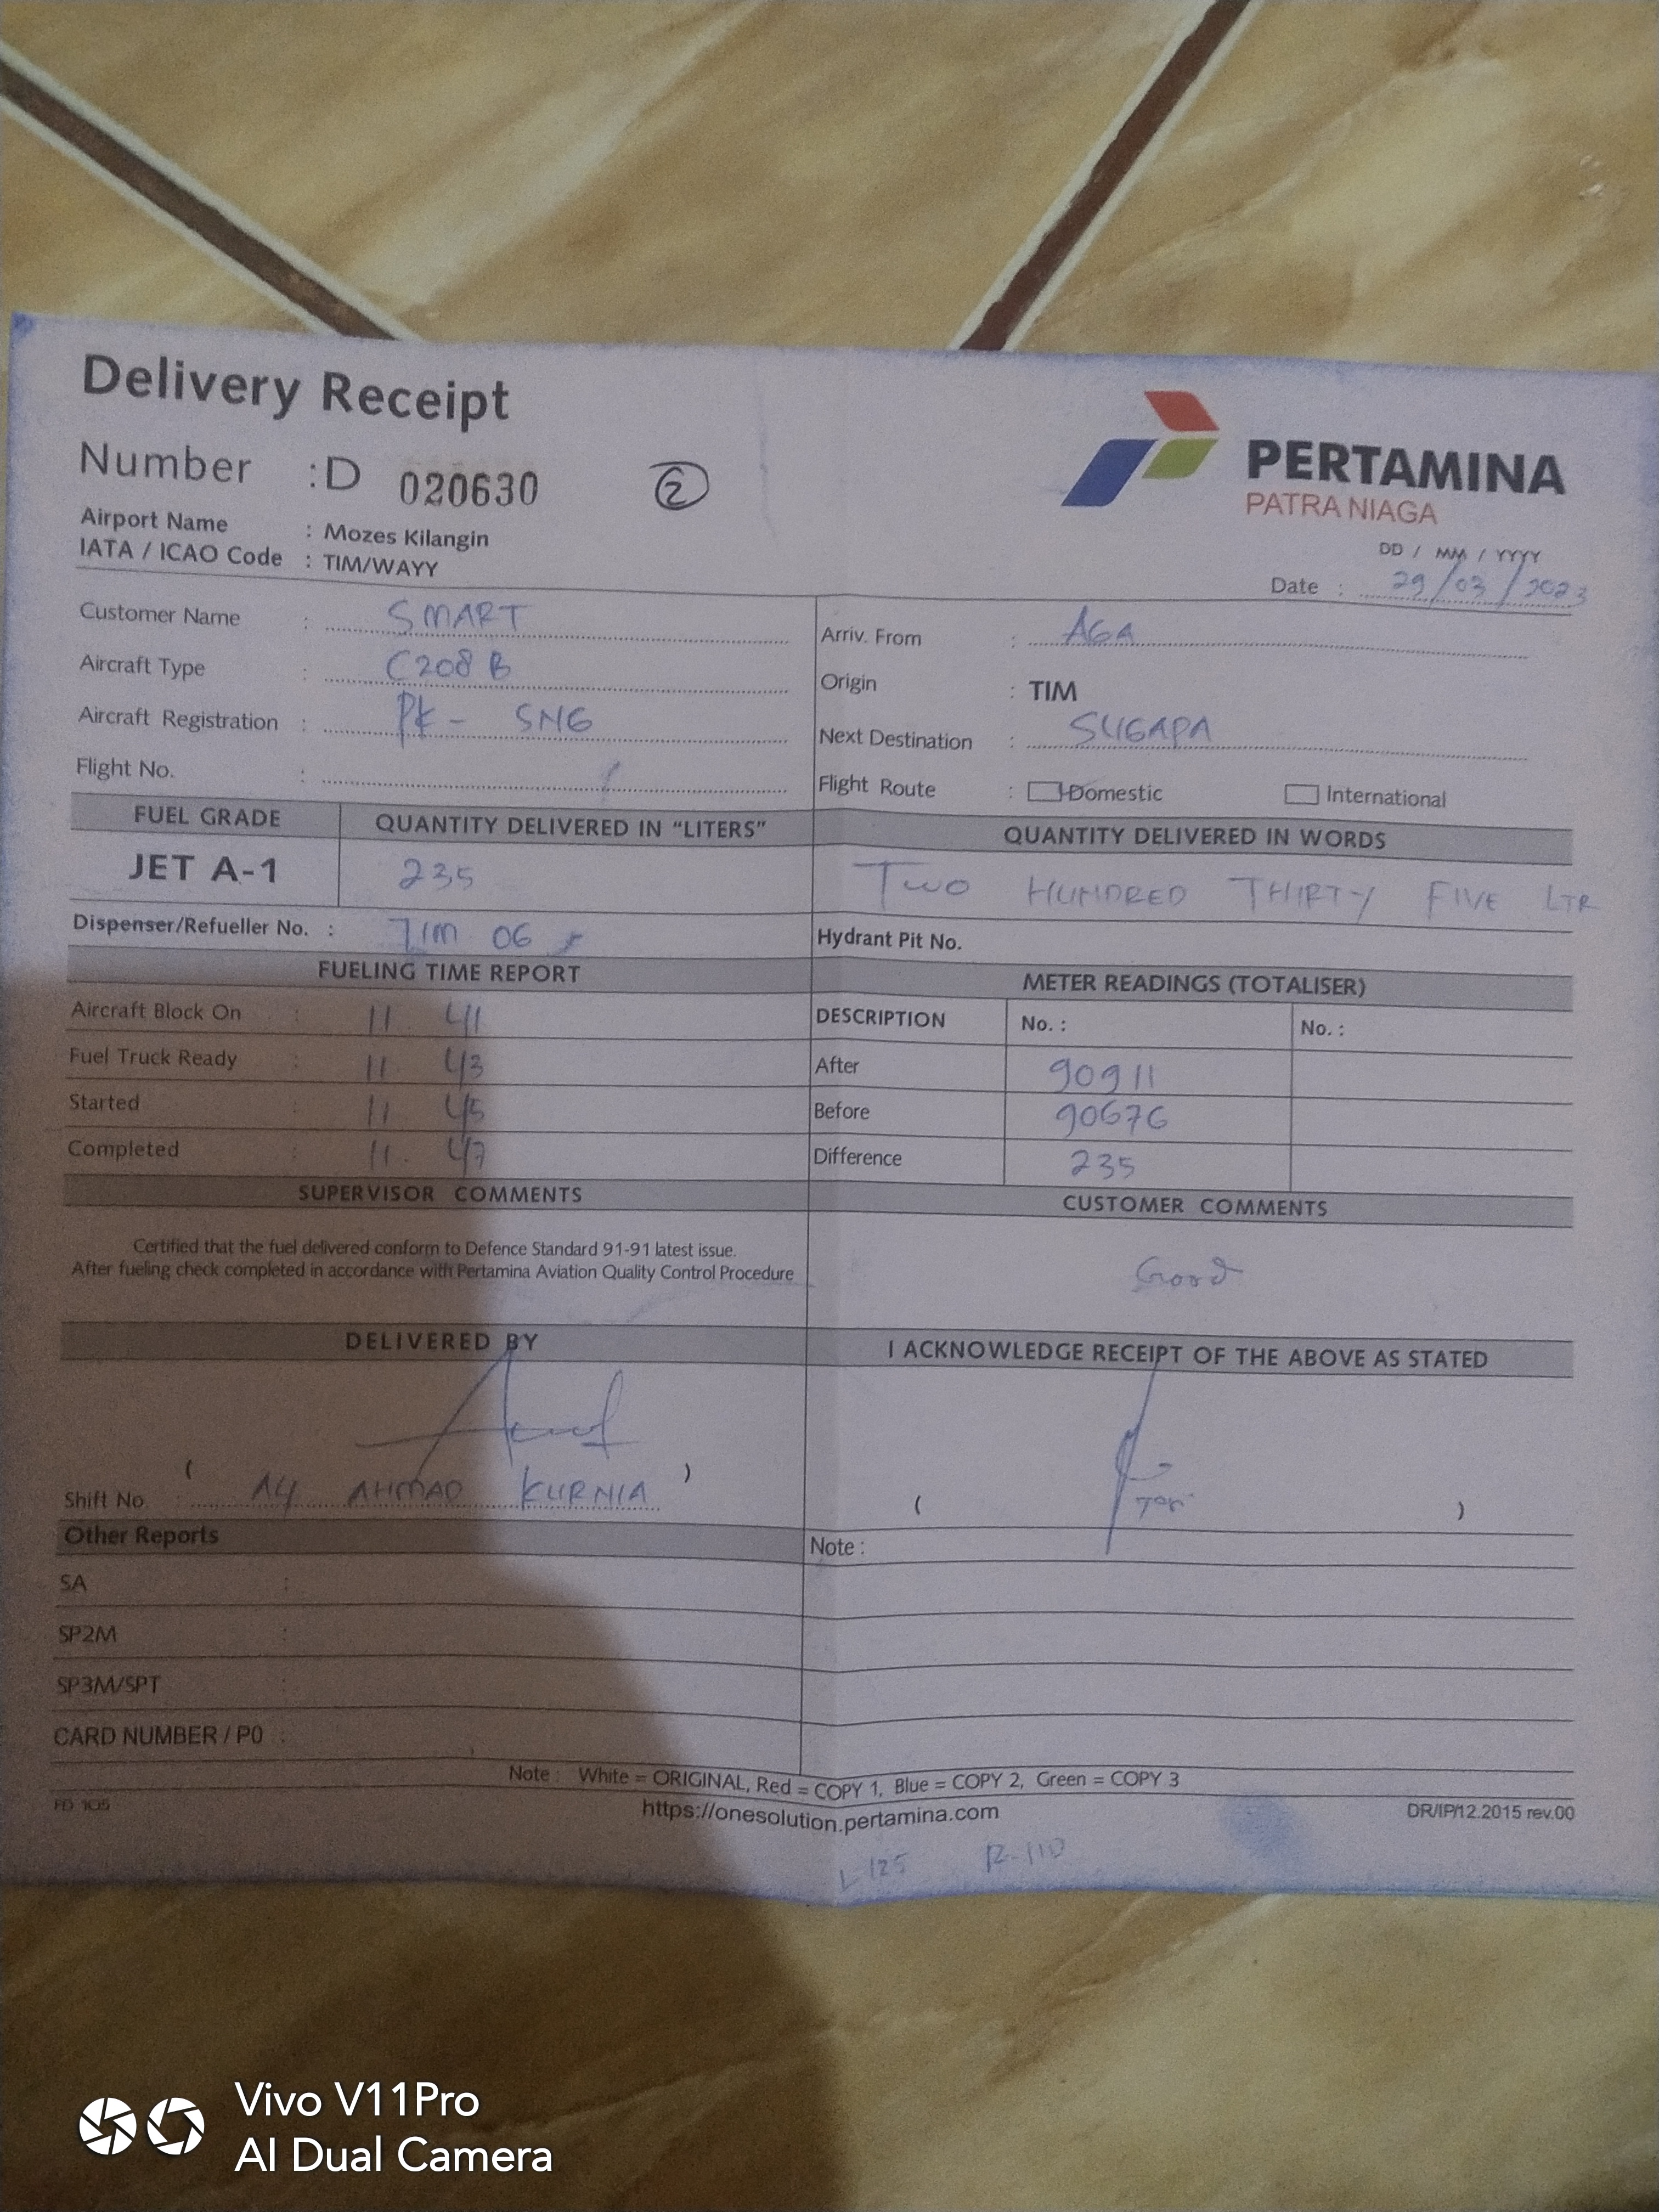 Delivery Receipt
Number : D 020630 2
PERTAMINA
PATRA NIAGA
Airport Name : Mozes Kilangin
IATA / ICAO Code : TIM/WAYY
DD / MM / YYYY
Date : 29/03/2023
Customer Name : SMART
Arriv. From : AGA
Aircraft Type : C208 B
Origin : TIM
Aircraft Registration : PK - SNG
Next Destination : SUGAPA
Flight No. : /
Flight Route : Domestic International
FUEL GRADE QUANTITY DELIVERED IN "LITERS" QUANTITY DELIVERED IN WORDS
JET A-1 235 TWO HUNDRED THIRTY FIVE LTR
Dispenser/Refueller No. : TIM 06 Hydrant Pit No.
FUELING TIME REPORT METER READINGS (TOTALISER)
Aircraft Block On : 11. 41 DESCRIPTION No. : No. :
Fuel Truck Ready : 11. 43 After 90911
Started : 11. 45 Before 90676
Completed : 11. 47 Difference 235
SUPERVISOR COMMENTS CUSTOMER COMMENTS
Certified that the fuel delivered conform to Defence Standard 91-91 latest issue.
After fueling check completed in accordance with Pertamina Aviation Quality Control Procedure
Good
DELIVERED BY I ACKNOWLEDGE RECEIPT OF THE ABOVE AS STATED
( )
Shift No. : A4 AHMAD KURNIA
( )
Other Reports Note :
SA :
SP2M :
SP3M/SPT :
CARD NUMBER / P0 :
Note : White = ORIGINAL, Red = COPY 1, Blue = COPY 2, Green = COPY 3
FD 105 https://onesolution.pertamina.com DR/IP/12.2015 rev.00
L 125 R-110
Vivo V11Pro
AI Dual Camera